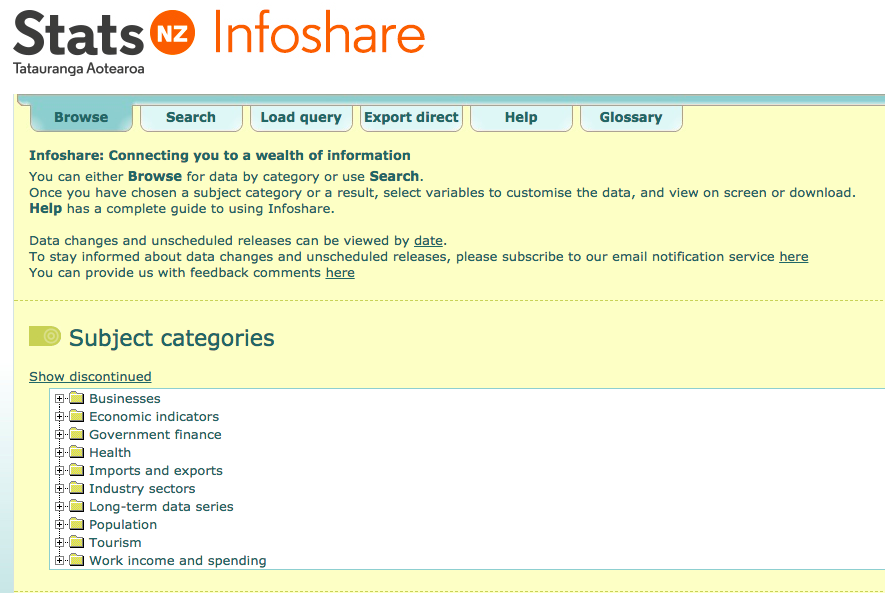 Stats NZ Infoshare
Tatauranga Aotearoa
Browse Search Load query Export direct Help Glossary
Infoshare: Connecting you to a wealth of information
You can either Browse for data by category or use Search.
Once you have chosen a subject category or a result, select variables to customise the data, and view on screen or download.
Help has a complete guide to using Infoshare.
Data changes and unscheduled releases can be viewed by date.
To stay informed about data changes and unscheduled releases, please subscribe to our email notification service here
You can provide us with feedback comments here
Subject categories
Show discontinued
Businesses
Economic indicators
Government finance
Health
Imports and exports
Industry sectors
Long-term data series
Population
Tourism
Work income and spending